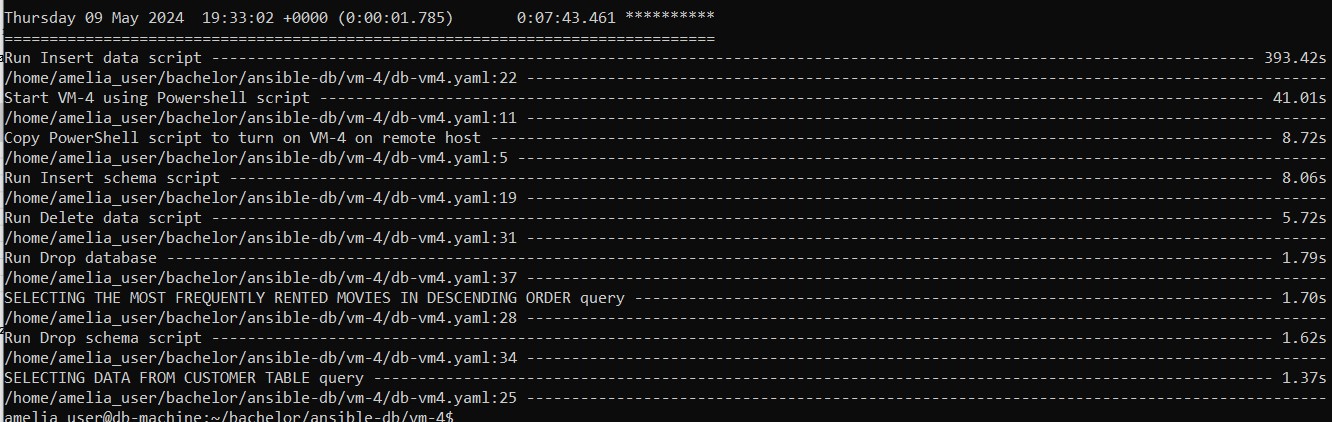 Thursday 09 May 2024  19:33:02 +0000 (0:00:01.785)       0:07:43.461 **********
===============================================================================
Run Insert data script ------------------------------------------------------------------------------------------------------------------- 393.42s
/home/amelia_user/bachelor/ansible-db/vm-4/db-vm4.yaml:22 -----------------------------------------------------------------------------------------
Start VM-4 using Powershell script -------------------------------------------------------------------------------------------------------- 41.01s
/home/amelia_user/bachelor/ansible-db/vm-4/db-vm4.yaml:11 -----------------------------------------------------------------------------------------
Copy PowerShell script to turn on VM-4 on remote host -------------------------------------------------------------------------------------- 8.72s
/home/amelia_user/bachelor/ansible-db/vm-4/db-vm4.yaml:5 ------------------------------------------------------------------------------------------
Run Insert schema script ------------------------------------------------------------------------------------------------------------------- 8.06s
/home/amelia_user/bachelor/ansible-db/vm-4/db-vm4.yaml:19 -----------------------------------------------------------------------------------------
Run Delete data script --------------------------------------------------------------------------------------------------------------------- 5.72s
/home/amelia_user/bachelor/ansible-db/vm-4/db-vm4.yaml:31 -----------------------------------------------------------------------------------------
Run Drop database -------------------------------------------------------------------------------------------------------------------------- 1.79s
/home/amelia_user/bachelor/ansible-db/vm-4/db-vm4.yaml:37 -----------------------------------------------------------------------------------------
SELECTING THE MOST FREQUENTLY RENTED MOVIES IN DESCENDING ORDER query ---------------------------------------------------------------------- 1.70s
/home/amelia_user/bachelor/ansible-db/vm-4/db-vm4.yaml:28 -----------------------------------------------------------------------------------------
Run Drop schema script --------------------------------------------------------------------------------------------------------------------- 1.62s
/home/amelia_user/bachelor/ansible-db/vm-4/db-vm4.yaml:34 -----------------------------------------------------------------------------------------
SELECTING DATA FROM CUSTOMER TABLE query --------------------------------------------------------------------------------------------------- 1.37s
/home/amelia_user/bachelor/ansible-db/vm-4/db-vm4.yaml:25 -----------------------------------------------------------------------------------------
amelia_user@db-machine:~/bachelor/ansible-db/vm-4$